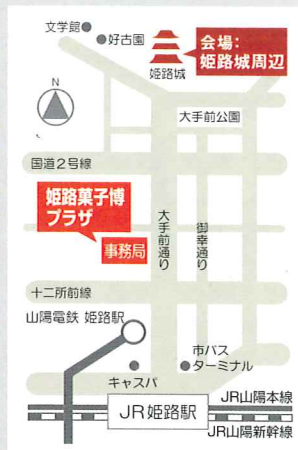 文学館
好古園
会場:
姫路城周辺
姫路城
N
大手前公園
国道2号線
姫路菓子博
プラザ
事務局
大手前通り
御幸通り
十二所前線
山陽電鉄 姫路駅
市バス
ターミナル
キャスパ
JR姫路駅
JR山陽本線
JR山陽新幹線